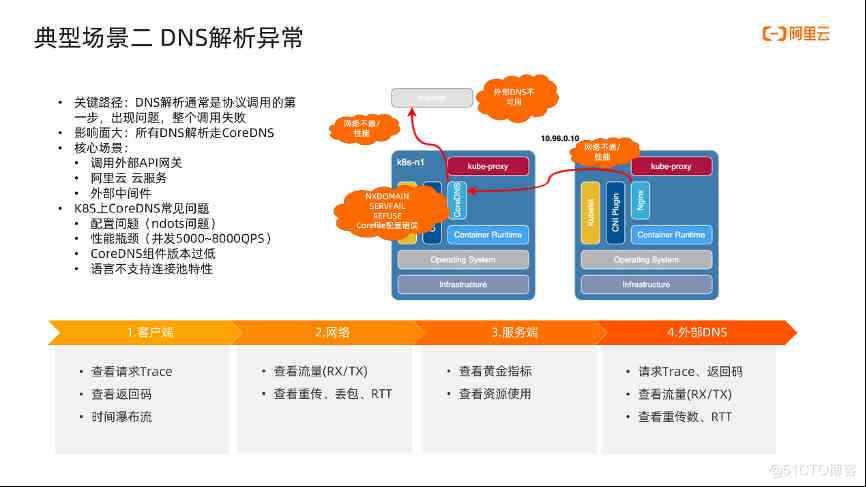 典型场景二 DNS解析异常
阿里云
关键路径：DNS解析通常是协议调用的第
一步，出现问题，整个调用失败
影响面大：所有DNS解析走CoreDNS
核心场景：
调用外部API网关
阿里云 云服务
外部中间件
K8S上CoreDNS常见问题
配置问题（ndots问题）
性能瓶颈（并发5000~8000QPS）
CoreDNS组件版本过低
语言不支持连接池特性
外部DNS不
可用
网络不通/
性能
10.96.0.10
网络不通/
性能
k8s-n1
kube-proxy
CoreDNS
NXDOMAIN
SERVFAIL
REFUSE
Corefile配置错误
Container Runtime
Operating System
Infrastructure
kube-proxy
Kubelet
CNI Plugin
Nginx
Container Runtime
Operating System
Infrastructure
1.客户端
2.网络
3.服务端
4.外部DNS
查看请求Trace
查看返回码
时间瀑布流
查看流量(RX/TX)
查看重传、丢包、RTT
查看黄金指标
查看资源使用
请求Trace、返回码
查看流量(RX/TX)
查看重传数、RTT
@51CTO博客